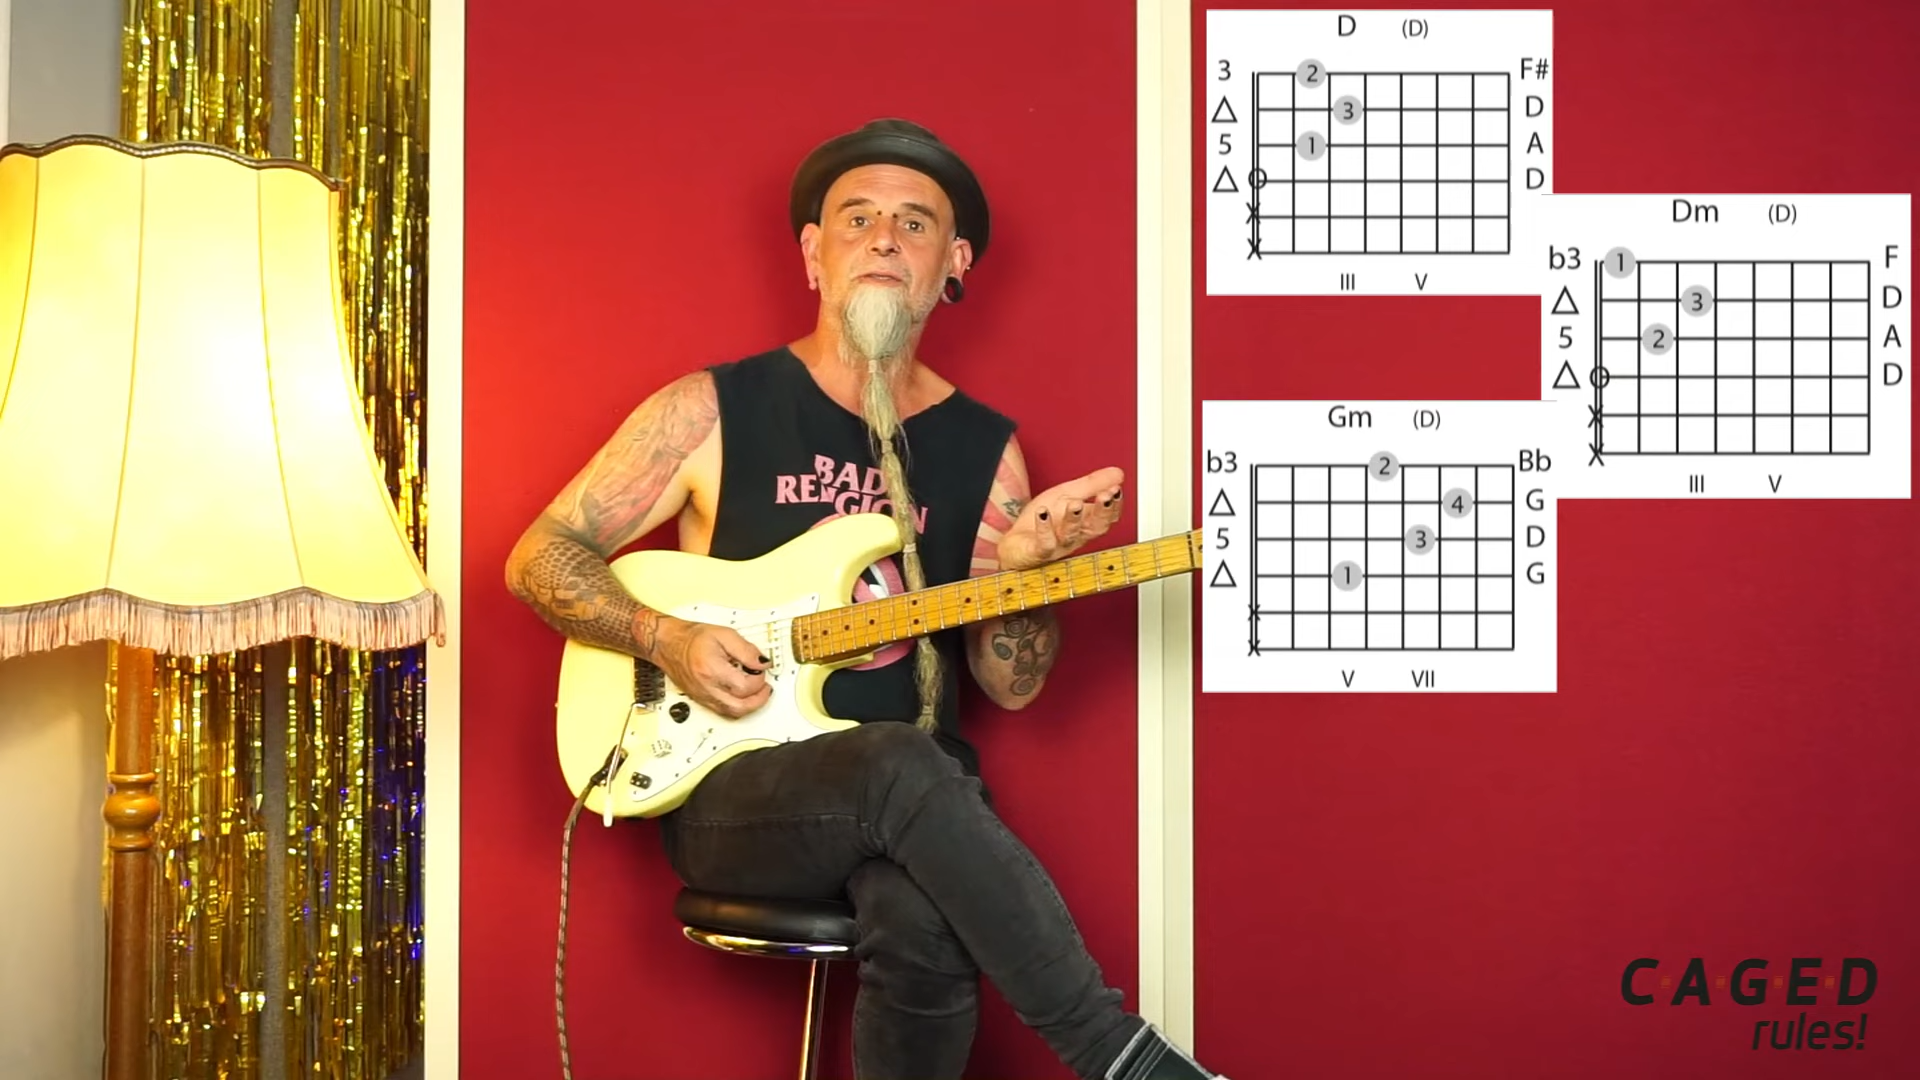 D (D)
3 2 F#
△ 3 D
5 1 A
△ O D
X
X
III V
Dm (D)
b3 1 F
△ 3 D
5 2 A
△ O D
X
X
III V
Gm (D)
b3 2 Bb
△ 4 G
5 3 D
△ 1 G
X
X
V VII
BAD
RELIGION
C·A·G·E·D
rules!